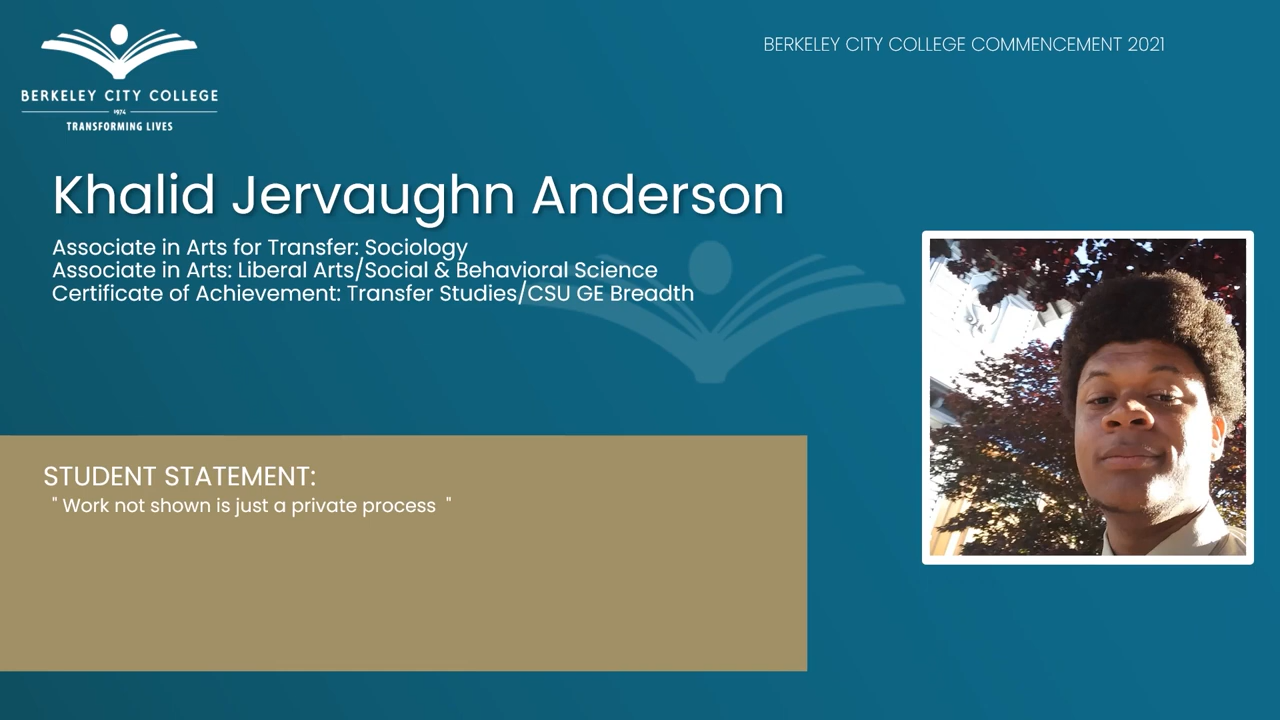 BERKELEY CITY COLLEGE COMMENCEMENT 2021
BERKELEY CITY COLLEGE
1974
TRANSFORMING LIVES
Khalid Jervaughn Anderson
Associate in Arts for Transfer: Sociology
Associate in Arts: Liberal Arts/Social & Behavioral Science
Certificate of Achievement: Transfer Studies/CSU GE Breadth
STUDENT STATEMENT:
" Work not shown is just a private process "